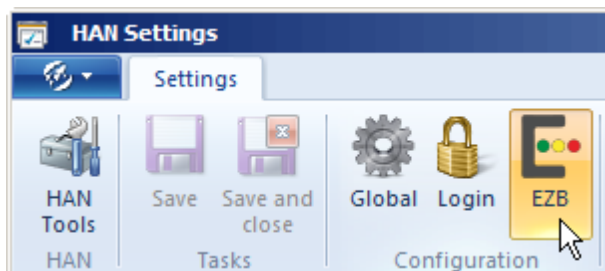 HAN Settings
Settings
HAN Tools
Save
Save and close
Global
Login
EZB
HAN
Tasks
Configuration